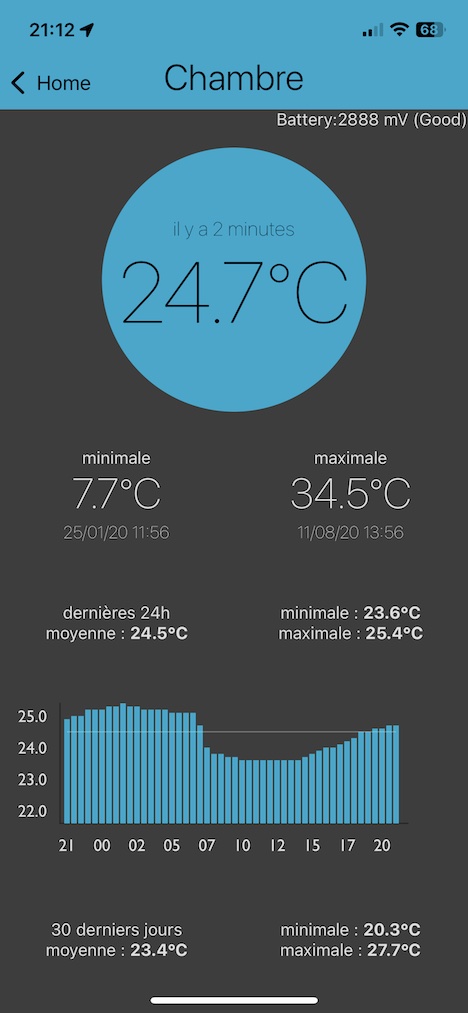 21:12 68
Home Chambre
Battery:2888 mV (Good)
il y a 2 minutes
24.7°C
minimale maximale
7.7°C 34.5°C
25/01/20 11:56 11/08/20 13:56
dernières 24h minimale : 23.6°C
moyenne : 24.5°C maximale : 25.4°C
25.0
24.0
23.0
22.0
21 00 02 05 07 10 12 15 17 20
30 derniers jours minimale : 20.3°C
moyenne : 23.4°C maximale : 27.7°C